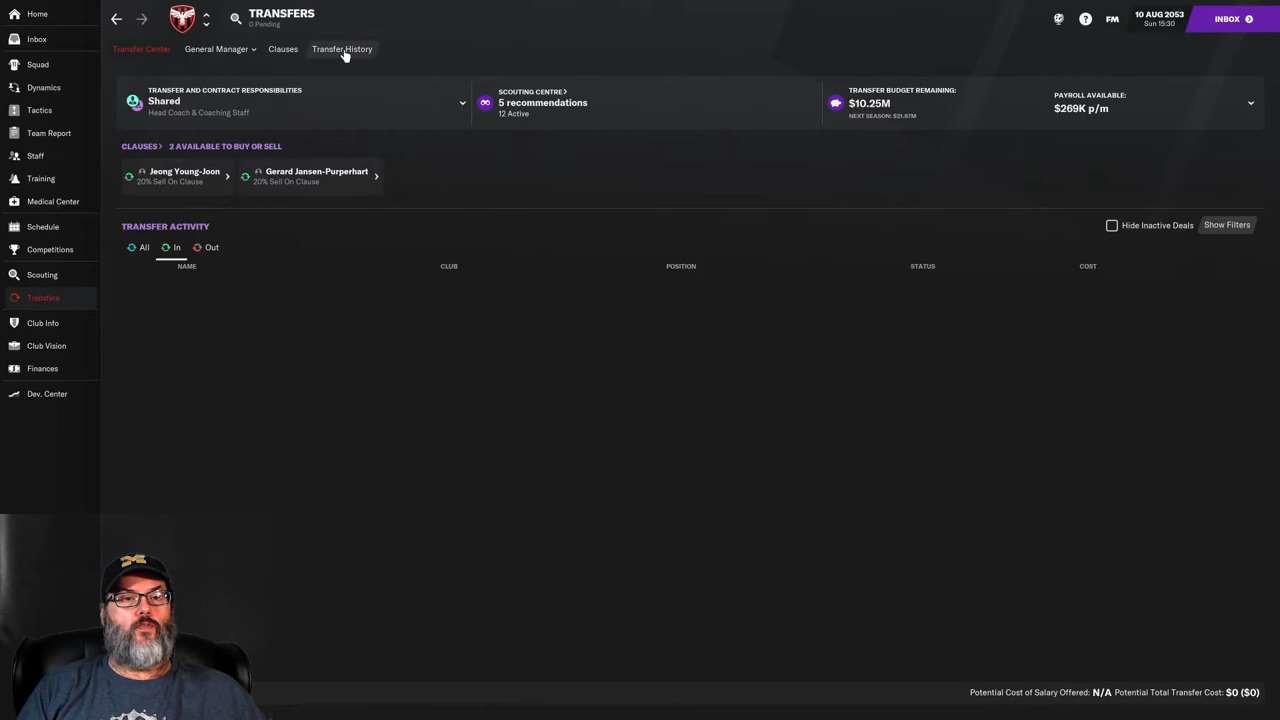 Home
TRANSFERS
0 Pending
FM
10 AUG 2053
Sun 15:30
INBOX
Inbox
Transfer Center
General Manager
Clauses
Transfer History
Squad
Dynamics
Tactics
Team Report
Staff
Training
Medical Center
Schedule
Competitions
Scouting
Transfers
Club Info
Club Vision
Finances
Dev. Center
TRANSFER AND CONTRACT RESPONSIBILITIES
Shared
Head Coach & Coaching Staff
SCOUTING CENTRE
5 recommendations
12 Active
TRANSFER BUDGET REMAINING:
$10.25M
NEXT SEASON: $31.87M
PAYROLL AVAILABLE:
$269K p/m
CLAUSES 2 AVAILABLE TO BUY OR SELL
Jeong Young-Joon
20% Sell On Clause
Gerard Jansen-Purperhart
20% Sell On Clause
TRANSFER ACTIVITY
Hide Inactive Deals
Show Filters
All In Out
NAME CLUB POSITION STATUS COST
Potential Cost of Salary Offered: N/A Potential Total Transfer Cost: $0 ($0)